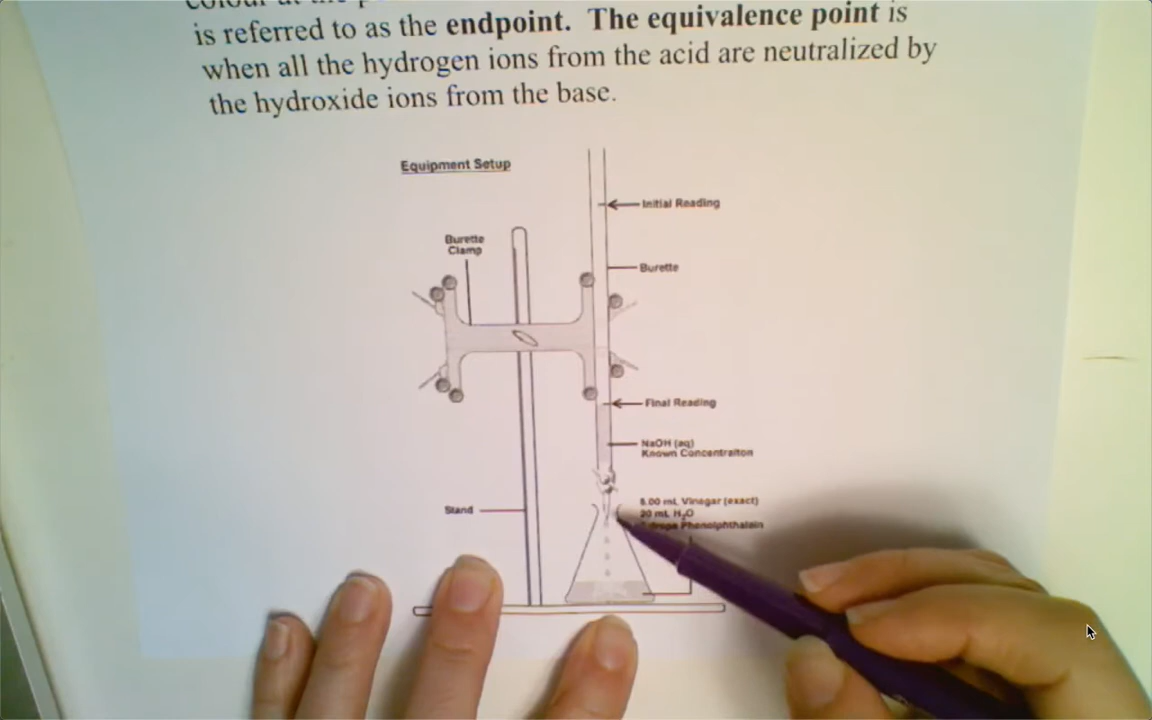 is referred to as the endpoint. The equivalence point is
when all the hydrogen ions from the acid are neutralized by
the hydroxide ions from the base.
Equipment Setup
Initial Reading
Burette
Clamp
Burette
Final Reading
NaOH (aq)
Known Concentraiton
Stand
5.00 mL Vinegar (exact)
20 mL H₂O
drops Phenolphthalein